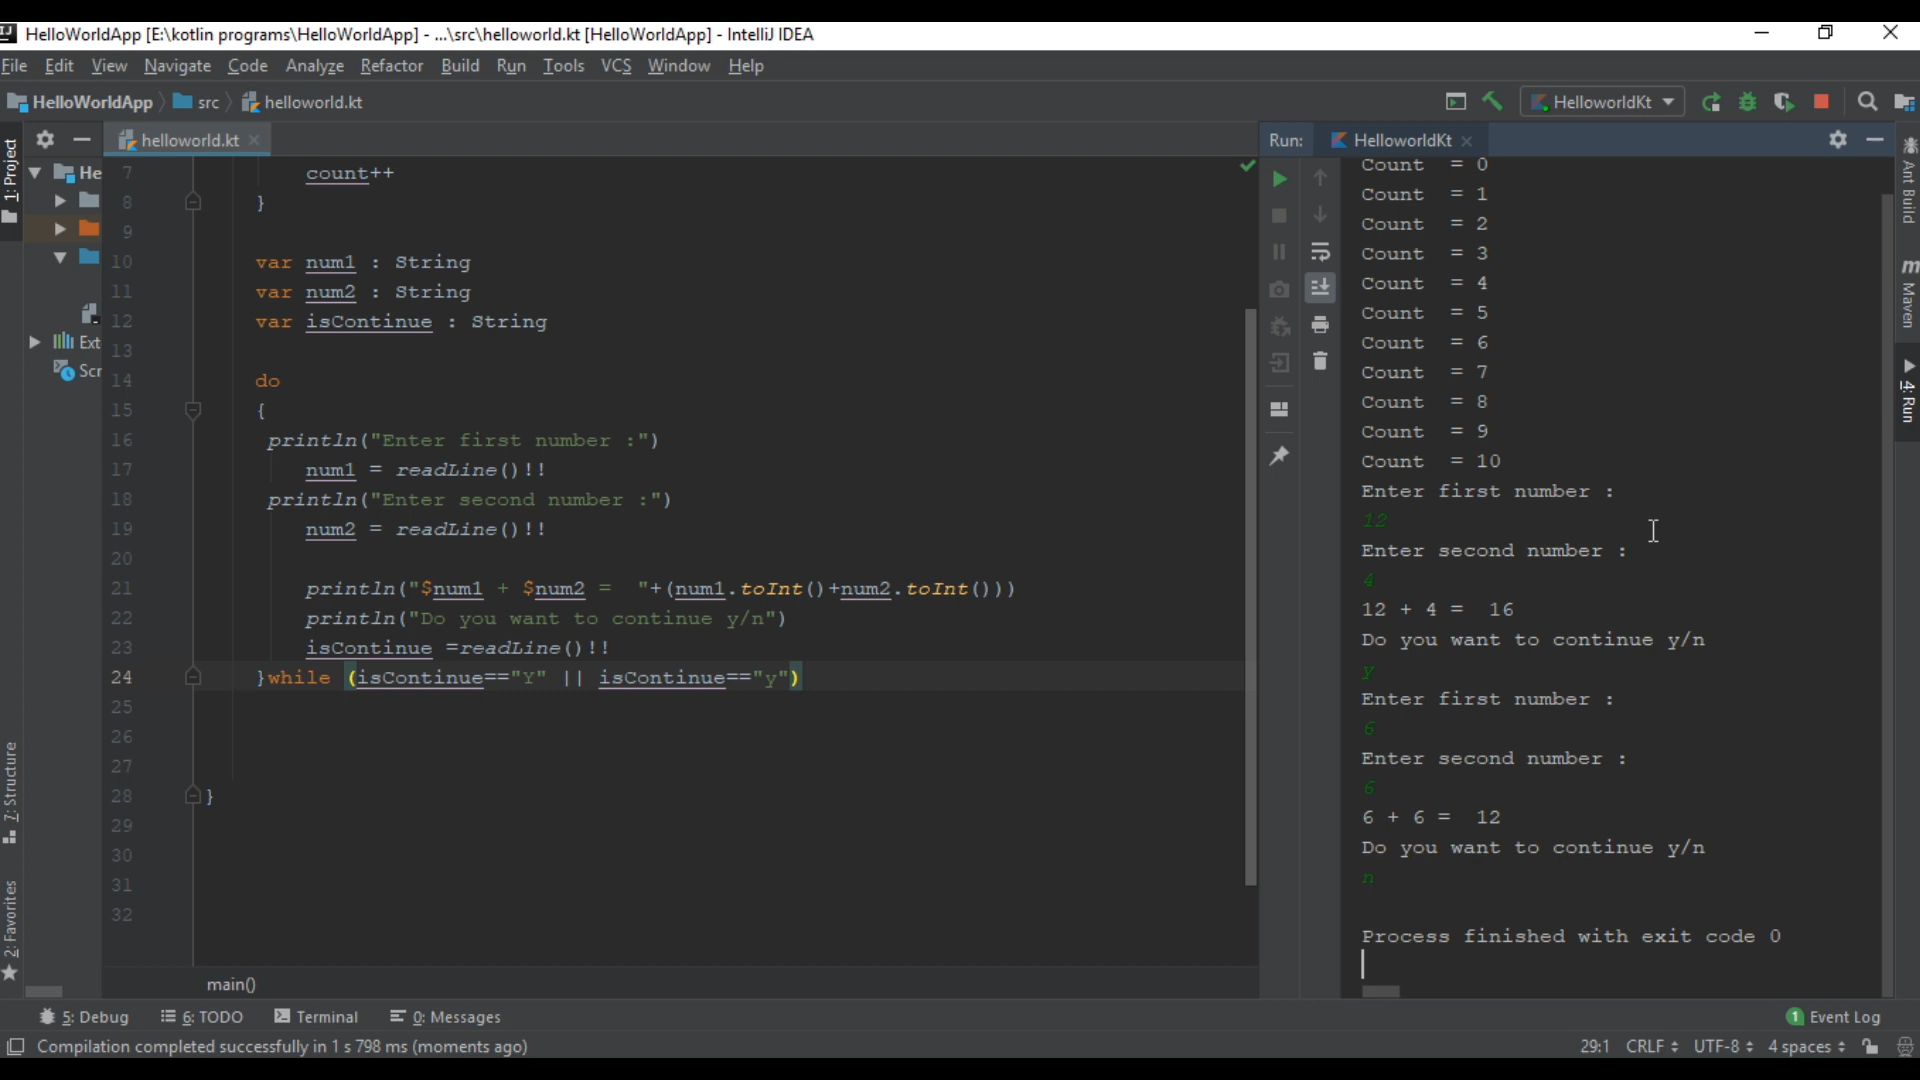 HelloWorldApp [E:\kotlin programs\HelloWorldApp] - ...\src\helloworld.kt [HelloWorldApp] - IntelliJ IDEA
File Edit View Navigate Code Analyze Refactor Build Run Tools VCS Window Help
HelloWorldApp src helloworld.kt HelloworldKt
helloworld.kt
1: Project
He
Ext
Scr
7: Structure
2: Favorites
7 count++
8 }
9
10 var num1 : String
11 var num2 : String
12 var isContinue : String
13
14 do
15 {
16 println("Enter first number :")
17 num1 = readLine()!!
18 println("Enter second number :")
19 num2 = readLine()!!
20
21 println("$num1 + $num2 =  "+(num1.toInt()+num2.toInt()))
22 println("Do you want to continue y/n")
23 isContinue =readLine()!!
24 }while (isContinue=="Y" || isContinue=="y")
25
26
27
28 }
29
30
31
32
main()
Run: HelloworldKt
Count = 0
Count = 1
Count = 2
Count = 3
Count = 4
Count = 5
Count = 6
Count = 7
Count = 8
Count = 9
Count = 10
Enter first number :
12
Enter second number :
4
12 + 4 =  16
Do you want to continue y/n
y
Enter first number :
6
Enter second number :
6
6 + 6 =  12
Do you want to continue y/n
n
Process finished with exit code 0
Ant Build
m Maven
4: Run
5: Debug 6: TODO Terminal 0: Messages 1 Event Log
Compilation completed successfully in 1 s 798 ms (moments ago) 29:1 CRLF UTF-8 4 spaces